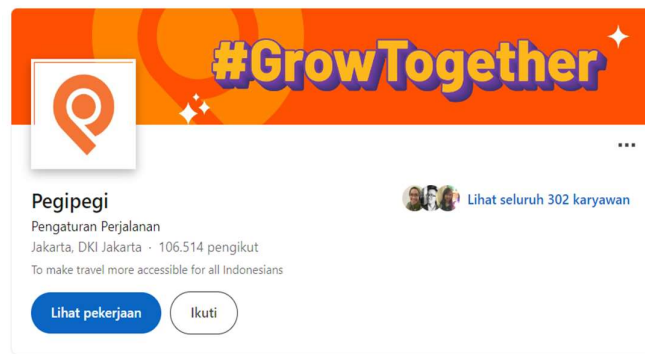 #GrowTogether
Pegipegi
Lihat seluruh 302 karyawan
Pengaturan Perjalanan
Jakarta, DKI Jakarta · 106.514 pengikut
To make travel more accessible for all Indonesians
Lihat pekerjaan
Ikuti